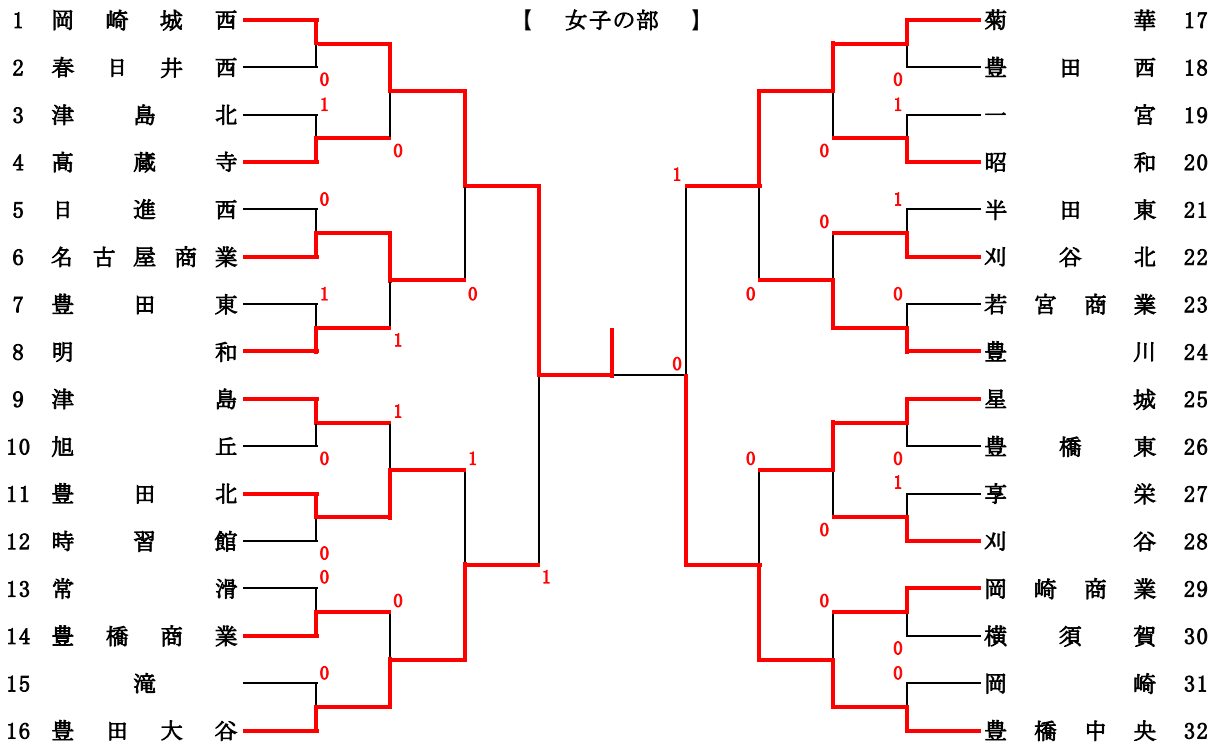 【 女子の部 】
1 岡崎城西
2 春日井西
0
3 津島北
1
4 高蔵寺
0
5 日進西
0
6 名古屋商業
7 豊田東
1
0
8 明和
1
9 津島
1
10 旭丘
0
1
11 豊田北
12 時習館
0
13 常滑
0
1
14 豊橋商業
0
15 滝
0
16 豊田大谷
菊華 17
豊田西 18
0
一宮 19
1
昭和 20
0
1
半田東 21
1
刈谷北 22
0
若宮商業 23
0
0
豊川 24
0
星城 25
豊橋東 26
0
0
享栄 27
1
刈谷 28
0
岡崎商業 29
0
横須賀 30
0
岡崎 31
0
豊橋中央 32